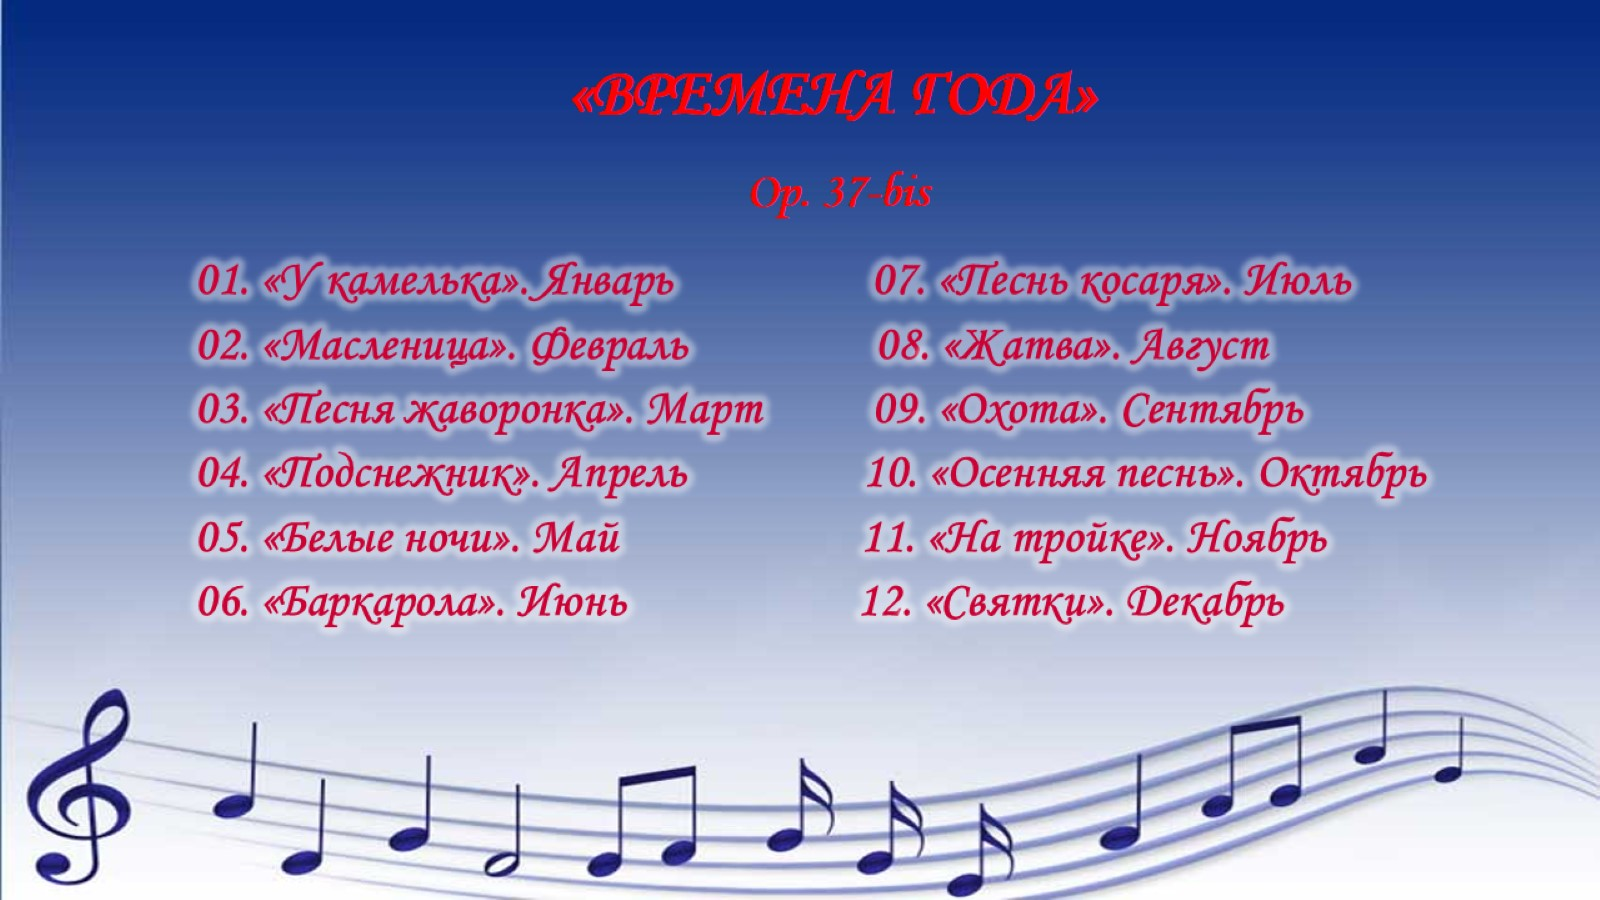 «ВРЕМЕНА ГОДА»
Op. 37-bis
01. «У камелька». Январь
02. «Масленица». Февраль
03. «Песня жаворонка». Март
04. «Подснежник». Апрель
05. «Белые ночи». Май
06. «Баркарола». Июнь
07. «Песнь косаря». Июль
08. «Жатва». Август
09. «Охота». Сентябрь
10. «Осенняя песнь». Октябрь
11. «На тройке». Ноябрь
12. «Святки». Декабрь